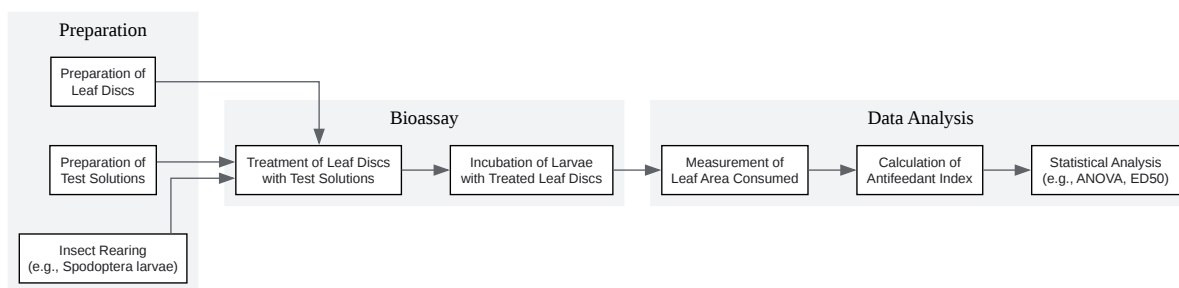 Preparation
Preparation of
Leaf Discs
Preparation of
Test Solutions
Insect Rearing
(e.g., Spodoptera larvae)
Bioassay
Treatment of Leaf Discs
with Test Solutions
Incubation of Larvae
with Treated Leaf Discs
Data Analysis
Measurement of
Leaf Area Consumed
Calculation of
Antifeedant Index
Statistical Analysis
(e.g., ANOVA, ED50)